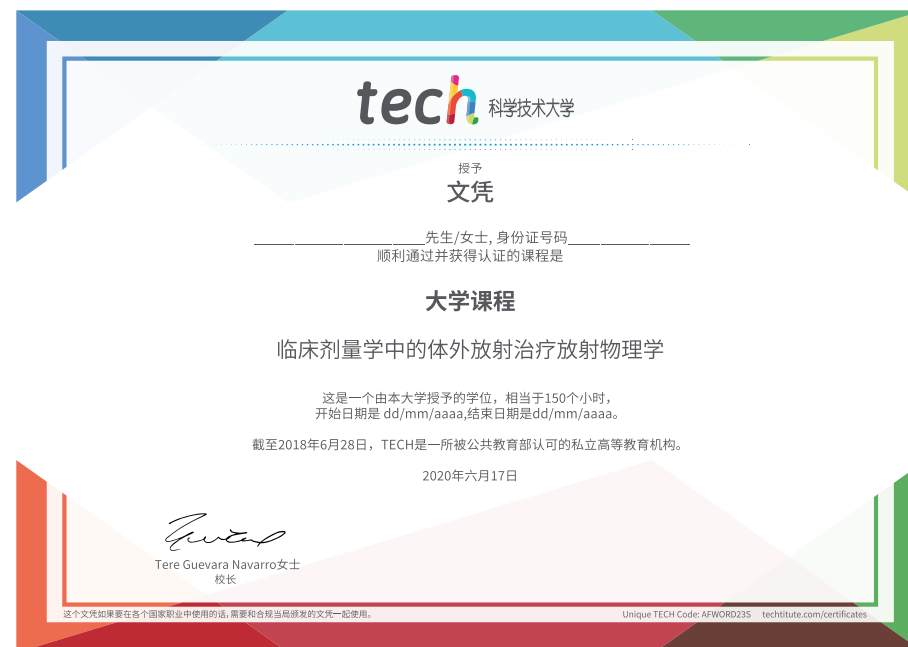 tech 科学技术大学
授予
文凭
____________________先生/女士, 身份证号码______________
顺利通过并获得认证的课程是
大学课程
临床剂量学中的体外放射治疗放射物理学
这是一个由本大学授予的学位，相当于150个小时，
开始日期是 dd/mm/aaaa,结束日期是dd/mm/aaaa。
截至2018年6月28日，TECH是一所被公共教育部认可的私立高等教育机构。
2020年六月17日
Tere Guevara Navarro女士
校长
这个文凭如果要在各个国家职业中使用的话,需要和合规当局颁发的文凭一起使用。
Unique TECH Code: AFWORD23S techtitute.com/certificates